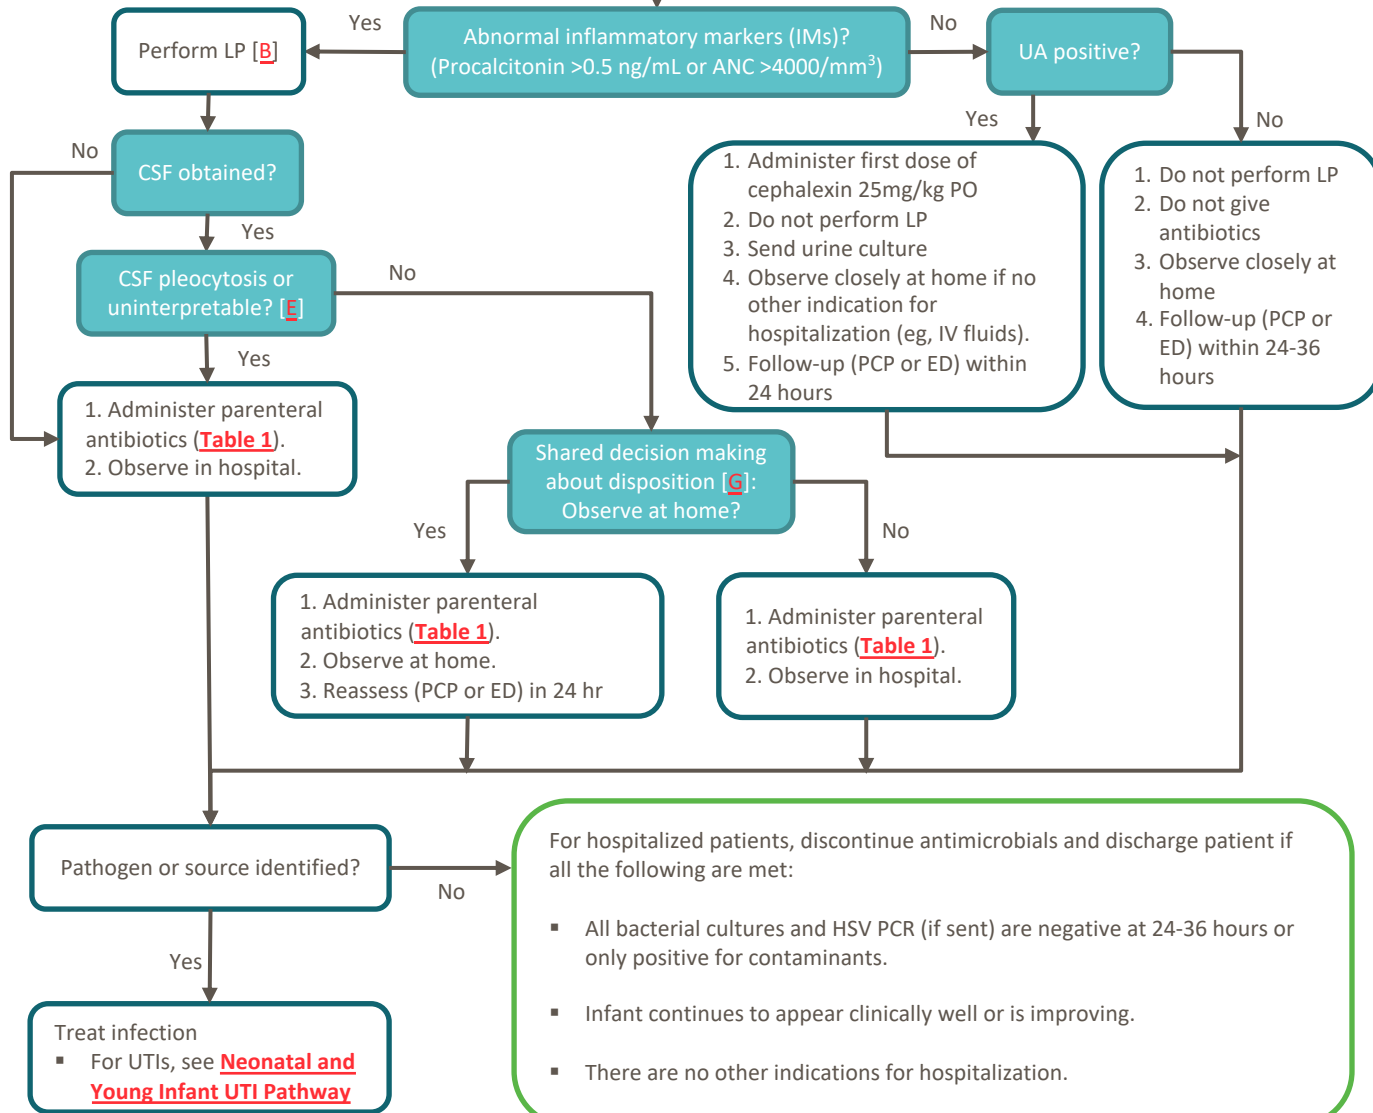 Yes
Abnormal inflammatory markers (IMs)?
(Procalcitonin >0.5 ng/mL or ANC >4000/mm³)
No
Perform LP [B]
UA positive?
No
CSF obtained?
Yes
Yes
No
1. Administer first dose of
cephalexin 25mg/kg PO
2. Do not perform LP
3. Send urine culture
4. Observe closely at home if no
other indication for
hospitalization (eg, IV fluids).
5. Follow-up (PCP or ED) within
24 hours
1. Do not perform LP
2. Do not give
antibiotics
3. Observe closely at
home
4. Follow-up (PCP or
ED) within 24-36
hours
CSF pleocytosis or
uninterpretable? [E]
No
Yes
1. Administer parenteral
antibiotics (Table 1).
2. Observe in hospital.
Shared decision making
about disposition [G]:
Observe at home?
Yes
No
1. Administer parenteral
antibiotics (Table 1).
2. Observe at home.
3. Reassess (PCP or ED) in 24 hr
1. Administer parenteral
antibiotics (Table 1).
2. Observe in hospital.
Pathogen or source identified?
No
Yes
For hospitalized patients, discontinue antimicrobials and discharge patient if
all the following are met:
▪ All bacterial cultures and HSV PCR (if sent) are negative at 24-36 hours or
only positive for contaminants.
▪ Infant continues to appear clinically well or is improving.
▪ There are no other indications for hospitalization.
Treat infection
▪ For UTIs, see Neonatal and
Young Infant UTI Pathway